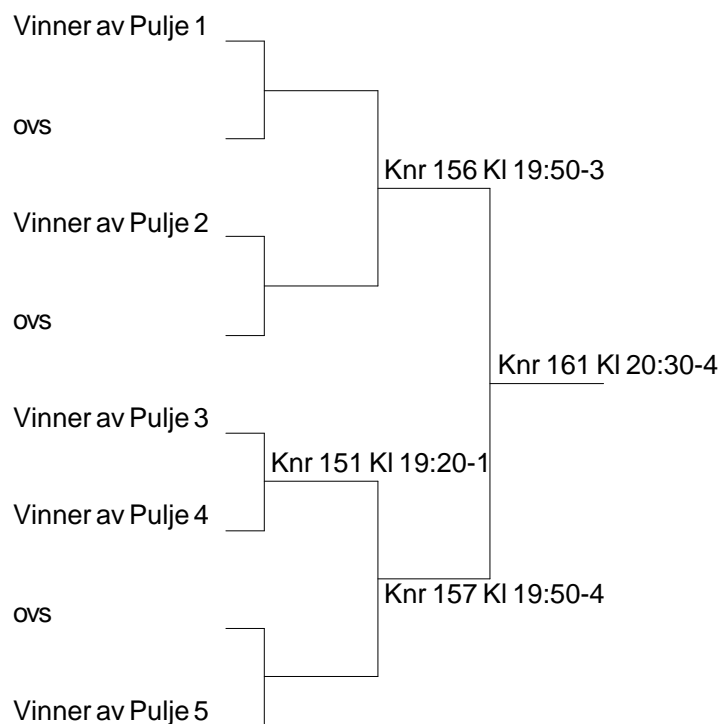 Vinner av Pulje 1
ovs
Knr 156 Kl 19:50-3
Vinner av Pulje 2
ovs
Knr 161 Kl 20:30-4
Vinner av Pulje 3
Knr 151 Kl 19:20-1
Vinner av Pulje 4
Knr 157 Kl 19:50-4
ovs
Vinner av Pulje 5